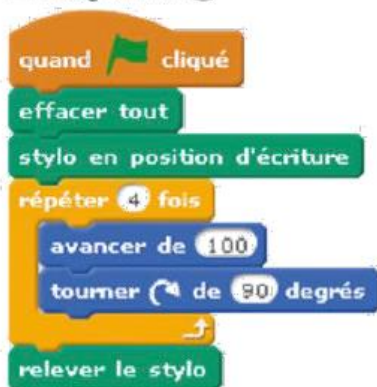 quand cliqué
effacer tout
stylo en position d'écriture
répéter 4 fois
avancer de 100
tourner de 90 degrés
relever le stylo